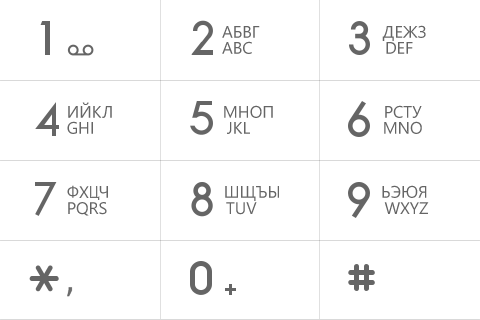 1
2 АБВГ
ABC
3 ДЕЖЗ
DEF
4 ИЙКЛ
GHI
5 МНОП
JKL
6 РСТУ
MNO
7 ФХЦЧ
PQRS
8 ШЩЪЫ
TUV
9 ЬЭЮЯ
WXYZ
* ,
0 +
#